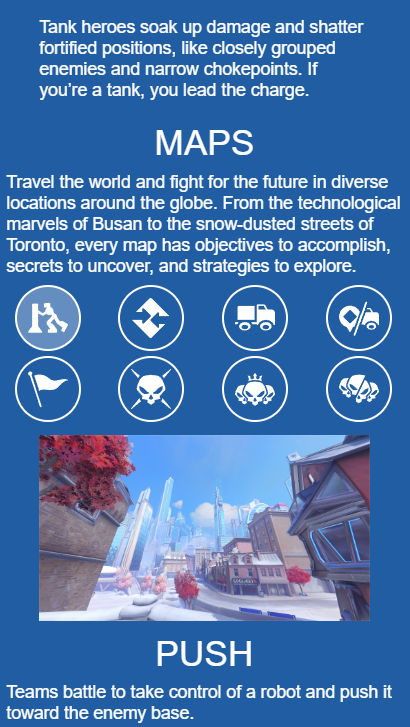 Tank heroes soak up damage and shatter
fortified positions, like closely grouped
enemies and narrow chokepoints. If
you're a tank, you lead the charge.
MAPS
Travel the world and fight for the future in diverse
locations around the globe. From the technological
marvels of Busan to the snow-dusted streets of
Toronto, every map has objectives to accomplish,
secrets to uncover, and strategies to explore.
PUSH
Teams battle to take control of a robot and push it
toward the enemy base.